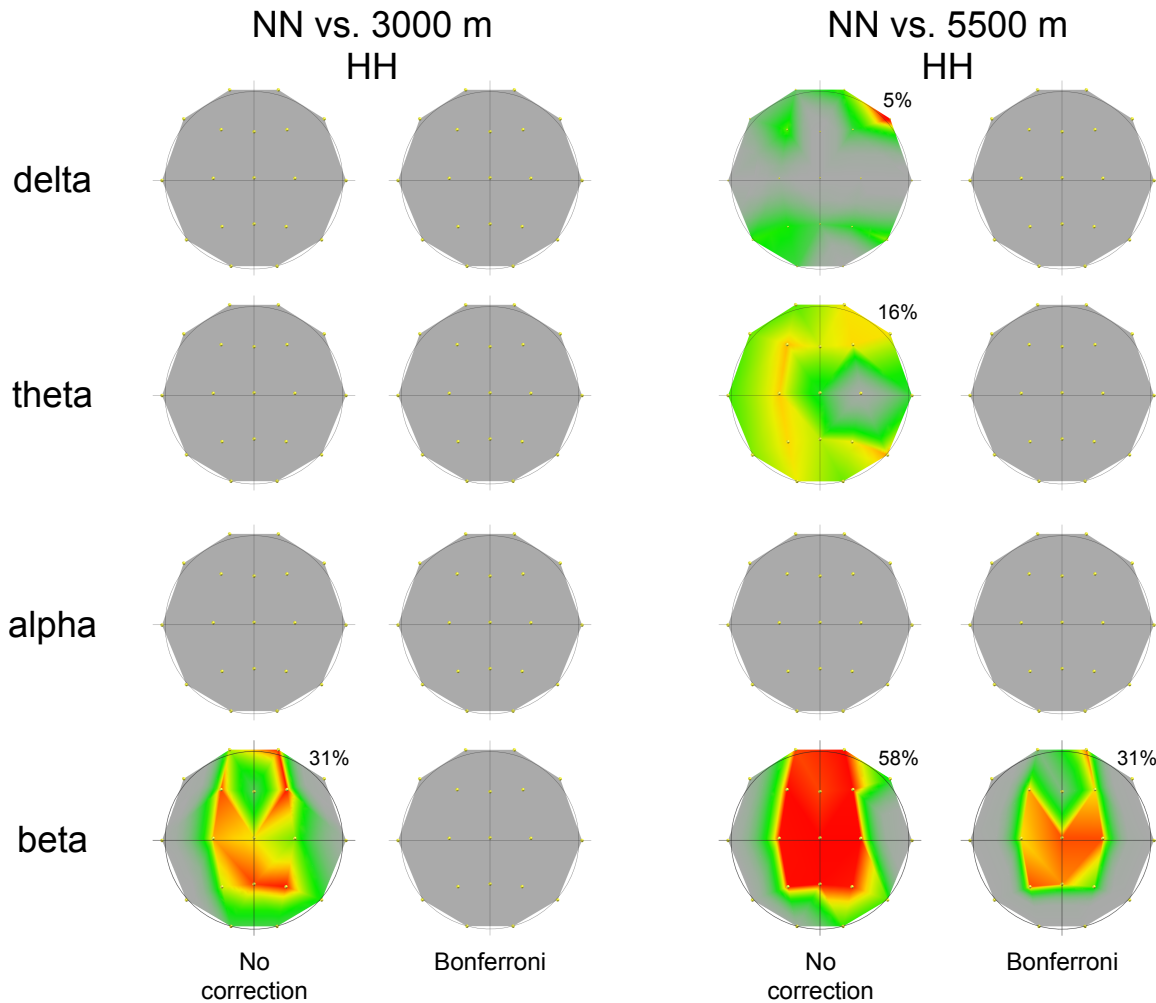 NN vs. 3000 m
HH
NN vs. 5500 m
HH
delta
5%
theta
16%
alpha
beta
31%
58%
31%
No
correction
Bonferroni
No
correction
Bonferroni